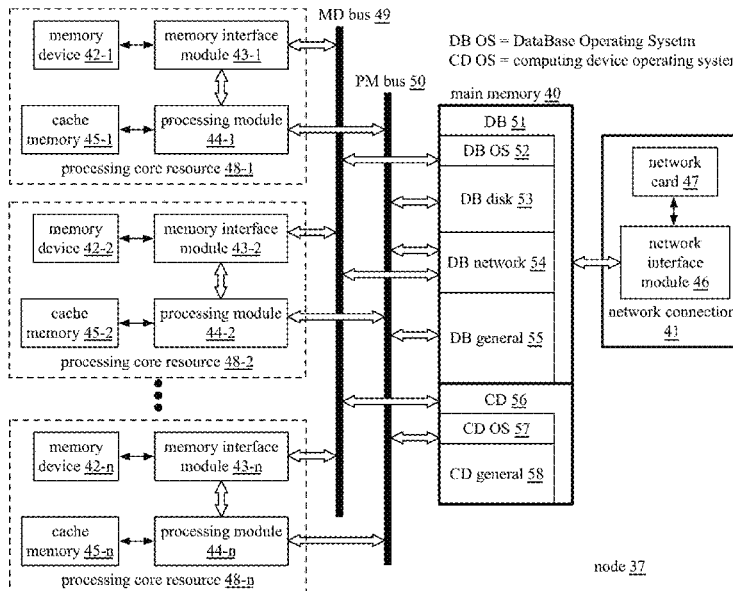 MD bus 49
DB OS = DataBase Operating Sysetm
CD OS = computing device operating system
PM bus 50
memory
device 42-1
memory interface
module 43-1
cache
memory 45-1
processing module
44-1
processing core resource 48-1
memory
device 42-2
memory interface
module 43-2
cache
memory 45-2
processing module
44-2
processing core resource 48-2
memory
device 42-n
memory interface
module 43-n
cache
memory 45-n
processing module
44-n
processing core resource 48-n
main memory 40
DB 51
DB OS 52
DB disk 53
DB network 54
DB general 55
CD 56
CD OS 57
CD general 58
network
card 47
network
interface
module 46
network connection
41
node 37